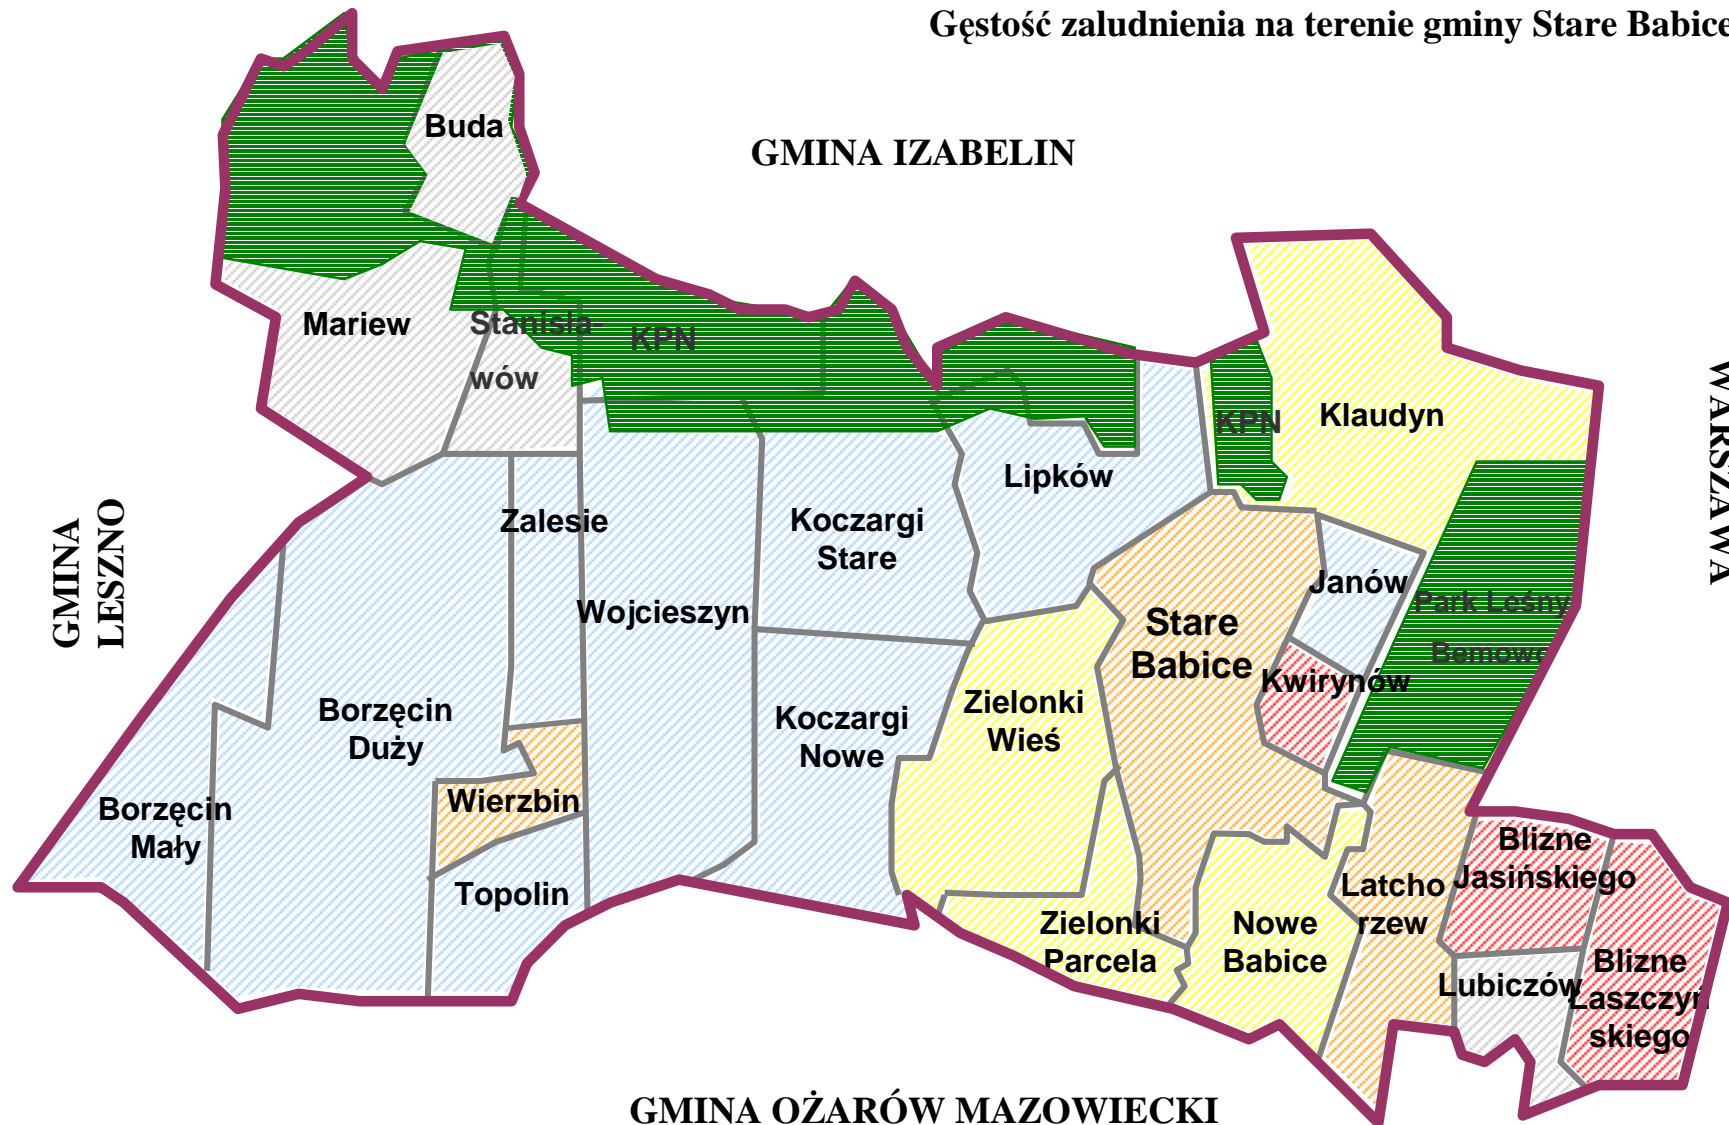 Gęstość zaludnienia na terenie gminy Stare Babice
Buda
GMINA IZABELIN
Mariew
Stanisła-
wów
KPN
KPN
Klaudyn
WARSZAWA
Lipków
GMINA
LESZNO
Zalesie
Koczargi
Stare
Janów
Park Leśny
Bemowo
Wojcieszyn
Stare
Babice
Kwirynów
Borzęcin
Duży
Koczargi
Nowe
Zielonki
Wieś
Wierzbin
Borzęcin
Mały
Topolin
Blizne
Jasińskiego
Latcho
rzew
Zielonki
Parcela
Nowe
Babice
Lubiczów
Blizne
Łaszczyń
skiego
GMINA OŻARÓW MAZOWIECKI